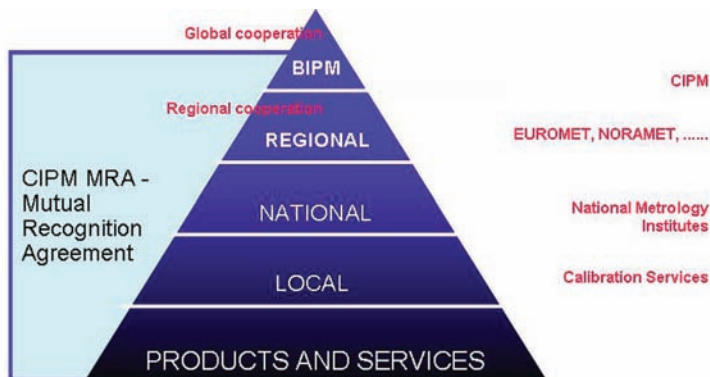 Global cooperation
BIPM
CIPM
Regional cooperation
REGIONAL
EUROMET, NORAMET, ......
CIPM MRA -
Mutual
Recognition
Agreement
NATIONAL
National Metrology
Institutes
LOCAL
Calibration Services
PRODUCTS AND SERVICES